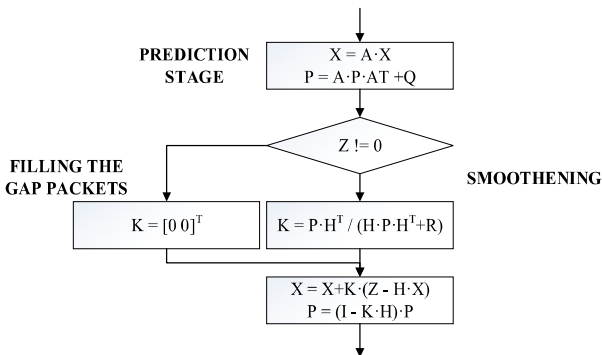 PREDICTION
STAGE
X = A·X
P = A·P·AT +Q
Z != 0
FILLING THE
GAP PACKETS
SMOOTHENING
K = [0 0]ᵀ
K = P·Hᵀ / (H·P·Hᵀ+R)
X = X+K·(Z - H·X)
P = (I - K·H)·P